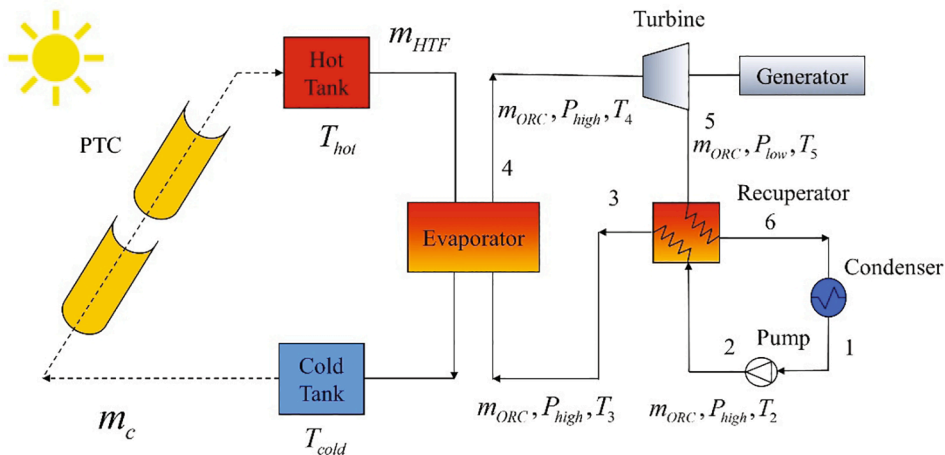 Turbine
Hot
Tank
m_HTF
Generator
m_ORC, P_high, T_4
5
m_ORC, P_low, T_5
PTC
T_hot
4
3
Recuperator
6
Evaporator
Condenser
Cold
Tank
2
Pump
1
m_c
T_cold
m_ORC, P_high, T_3
m_ORC, P_high, T_2